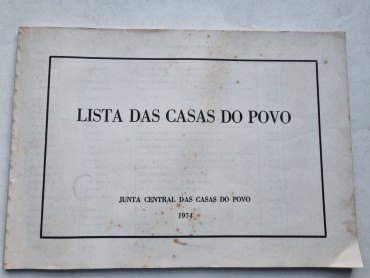 LISTA DAS CASAS DO POVO
JUNTA CENTRAL DAS CASAS DO POVO
1974